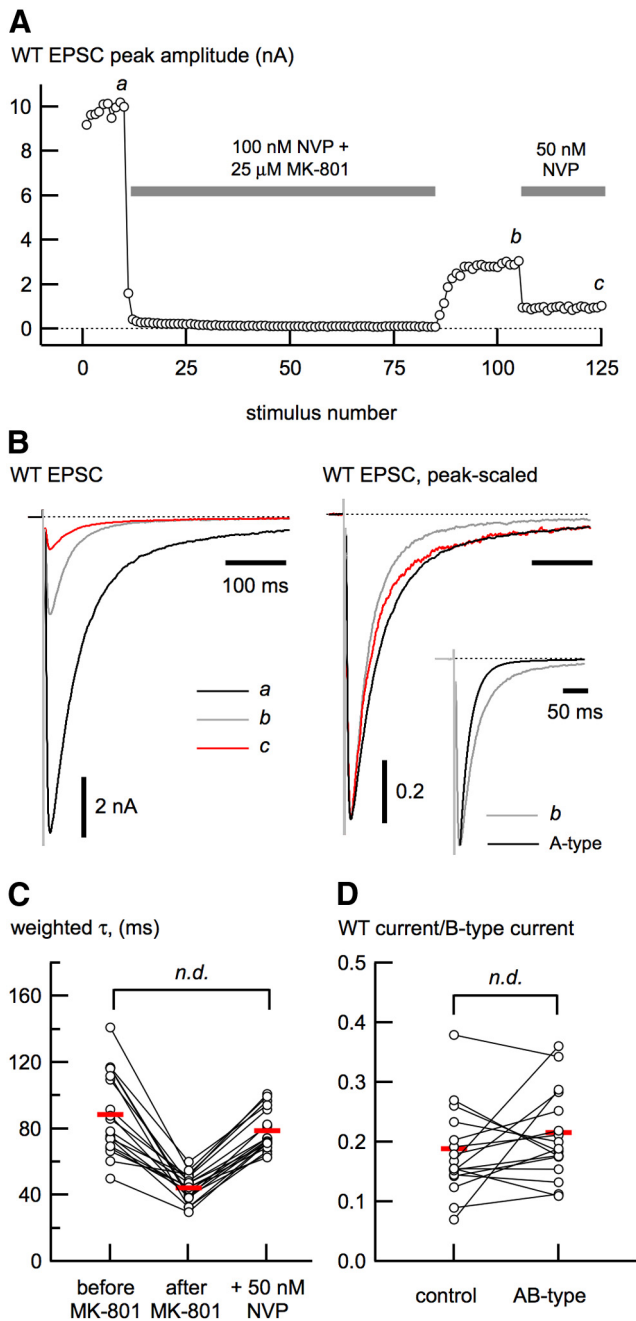 A
WT EPSC peak amplitude (nA)
a
10
8
6
4
2
0
100 nM NVP +
25 μM MK-801
50 nM
NVP
b
c
0 25 50 75 100 125
stimulus number
B
WT EPSC
100 ms
a
b
c
2 nA
WT EPSC, peak-scaled
50 ms
0.2
b
A-type
C
weighted τ, (ms)
n.d.
160
120
80
40
0
before
MK-801
after
MK-801
+ 50 nM
NVP
D
WT current/B-type current
n.d.
0.5
0.4
0.3
0.2
0.1
0.0
control
AB-type